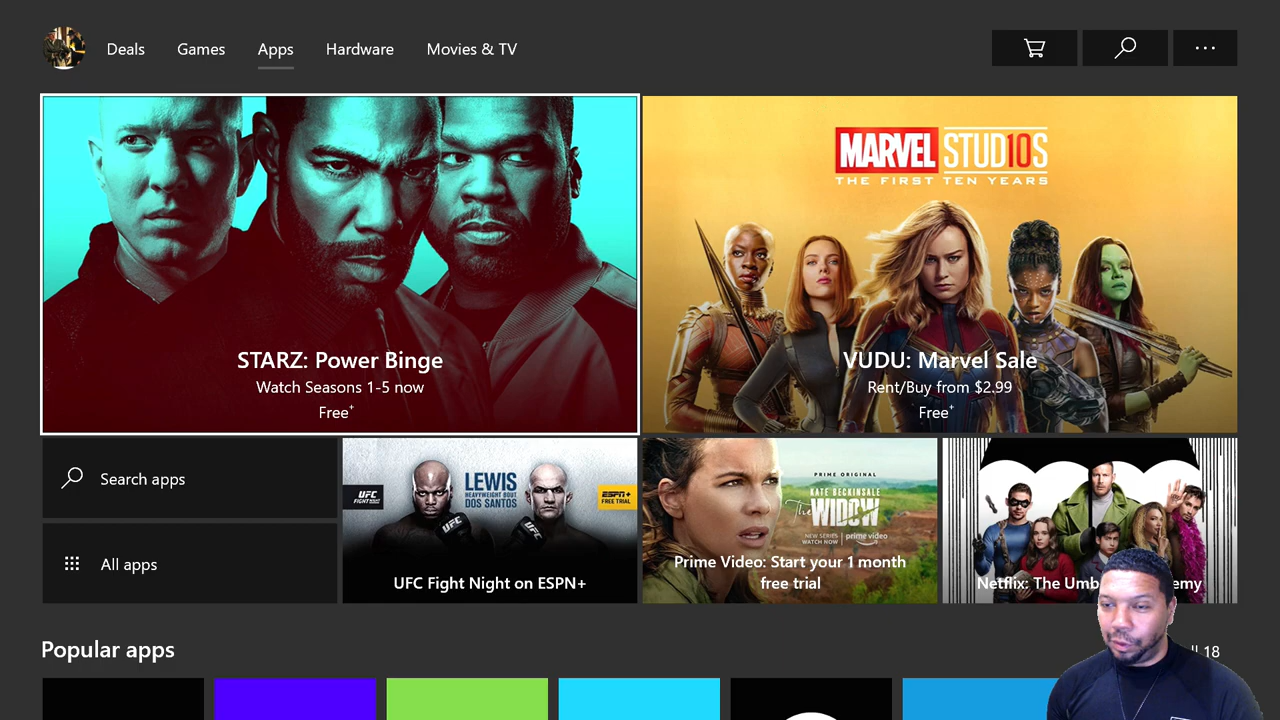 Deals
Games
Apps
Hardware
Movies & TV
MARVEL STUD10S
THE FIRST TEN YEARS
STARZ: Power Binge
Watch Seasons 1-5 now
Free+
VUDU: Marvel Sale
Rent/Buy from $2.99
Free+
Search apps
All apps
UFC
FIGHT NIGHT
LEWIS
HEAVYWEIGHT BOUT
DOS SANTOS
ESPN+
FREE TRIAL
UFC
UFC
UFC Fight Night on ESPN+
PRIME ORIGINAL
KATE BECKINSALE
The WIDOW
NEW SERIES
WATCH NOW
prime video
Prime Video: Start your 1 month
free trial
Netflix: The
Popular apps
18